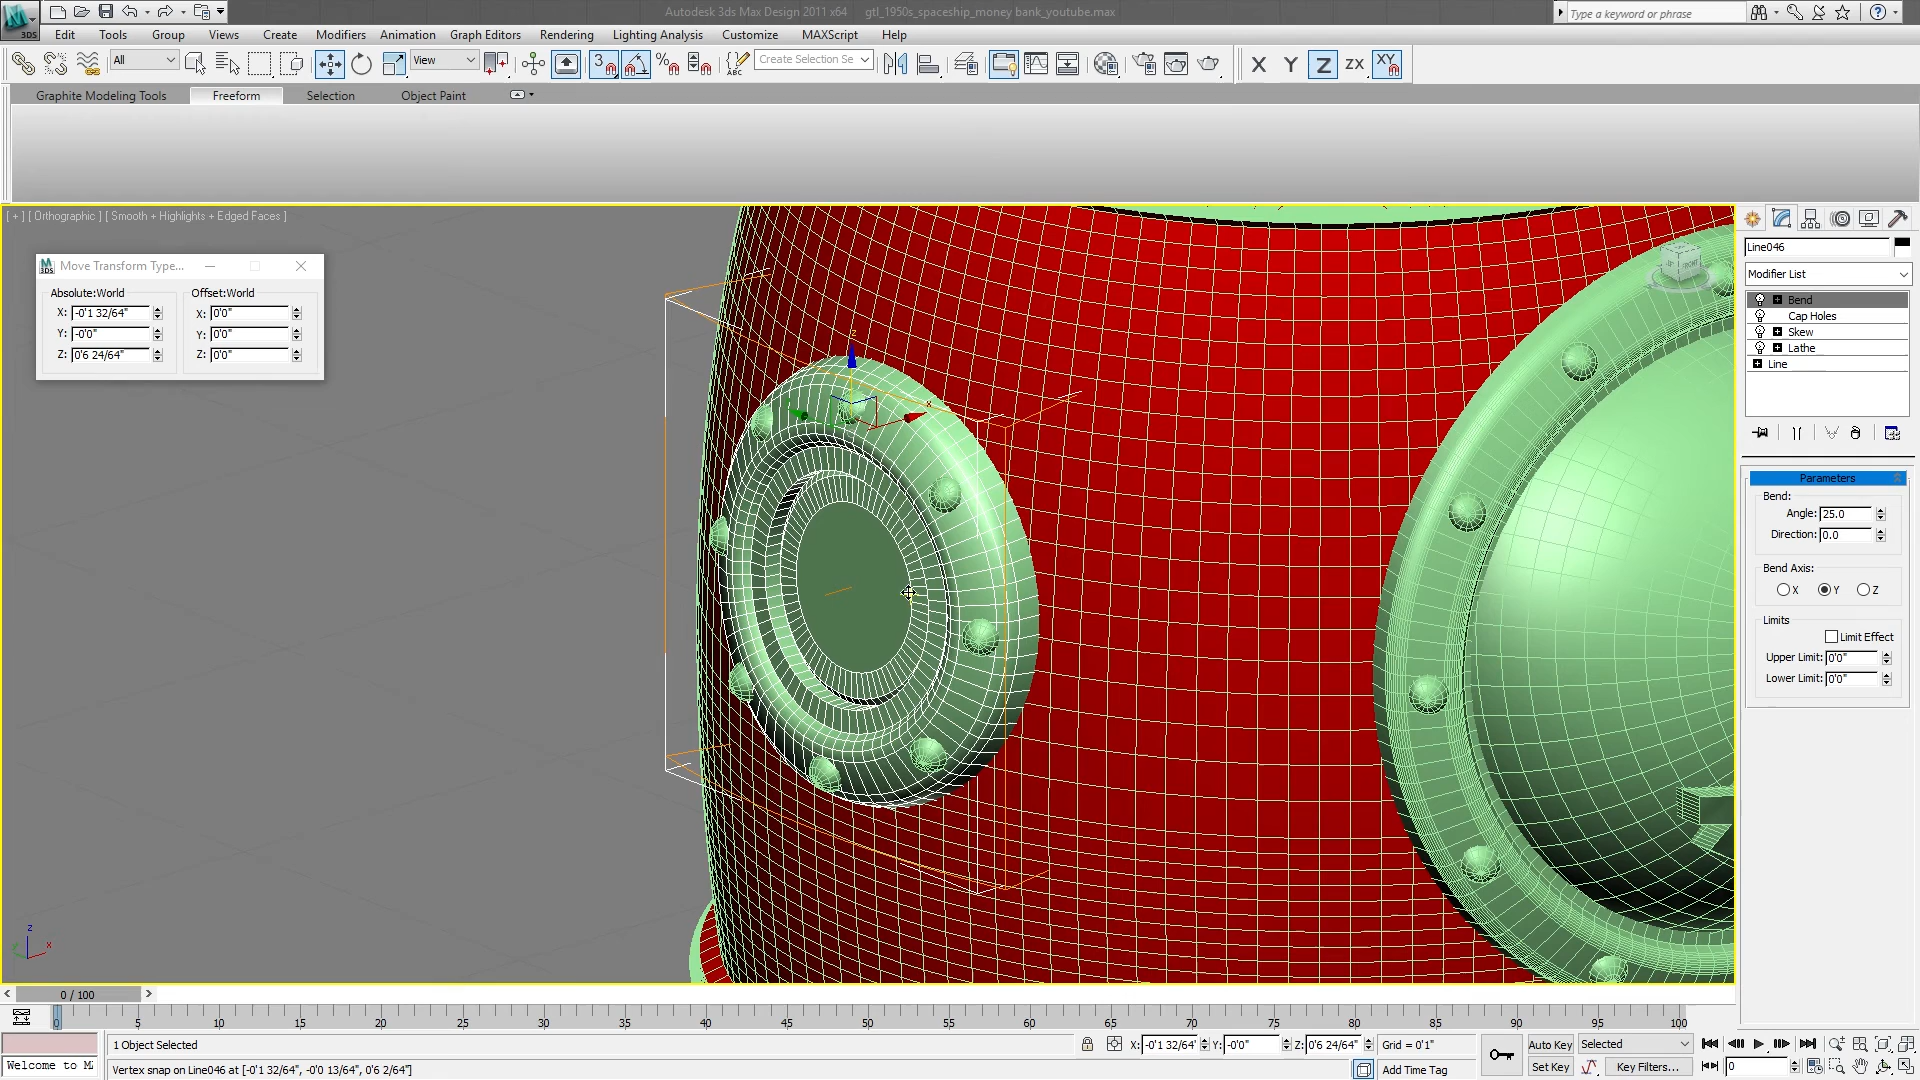 Autodesk 3ds Max Design 2011 x64 gtl_1950s_spaceship_money bank_youtube.max
Type a keyword or phrase
3DS
Edit Tools Group Views Create Modifiers Animation Graph Editors Rendering Lighting Analysis Customize MAXScript Help
All View Create Selection Se X Y Z ZX XY
Graphite Modeling Tools Freeform Selection Object Paint
[ + ] [ Orthographic ] [ Smooth + Highlights + Edged Faces ]
Move Transform Type...
Absolute:World Offset:World
X: -0'1 32/64" X: 0'0"
Y: -0'0" Y: 0'0"
Z: 0'6 24/64" Z: 0'0"
z
x
FRONT
Line046
Modifier List
Bend
Cap Holes
Skew
Lathe
Line
Parameters
Bend:
Angle: 25.0
Direction: 0.0
Bend Axis:
X Y Z
Limits
Limit Effect
Upper Limit: 0'0"
Lower Limit: 0'0"
z
x
0 / 100
0 5 10 15 20 25 30 35 40 45 50 55 60 65 70 75 80 85 90 95 100
1 Object Selected X: -0'1 32/64" Y: -0'0" Z: 0'6 24/64" Grid = 0'1" Auto Key Selected
Welcome to M Vertex snap on Line046 at [-0'1 32/64", -0'0 13/64", 0'6 2/64"] Add Time Tag Set Key Key Filters... 0